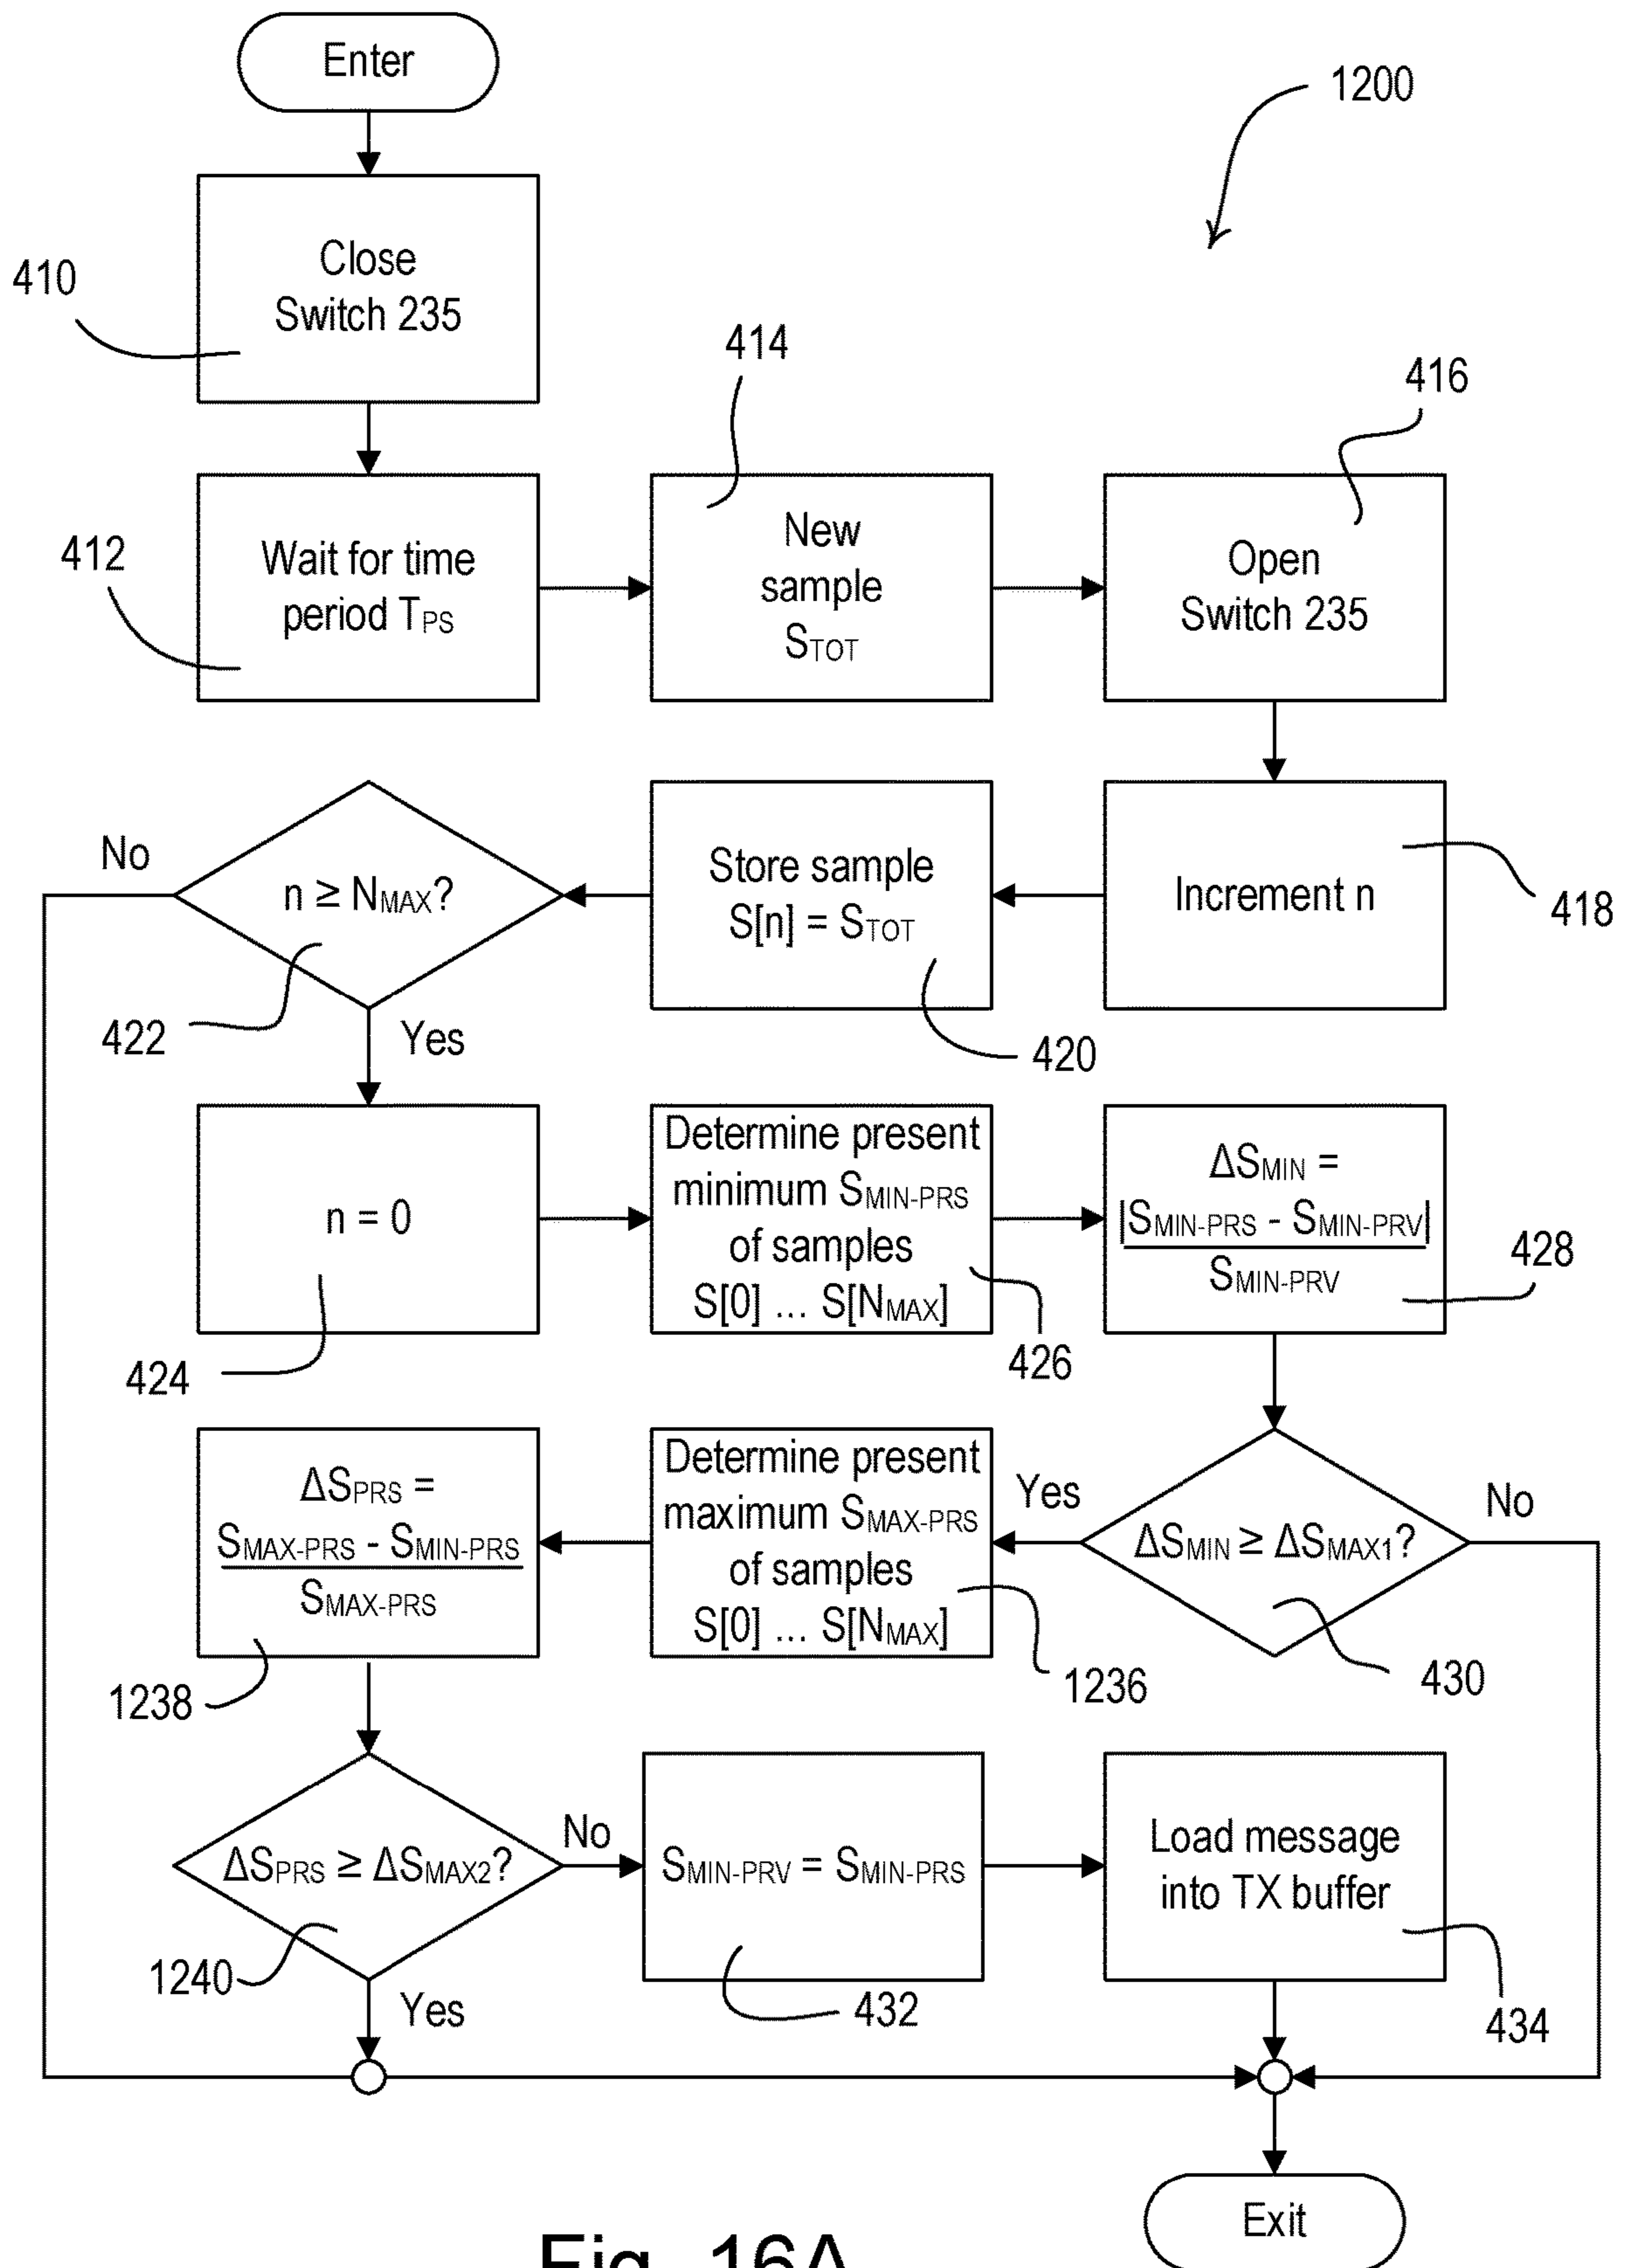 Enter
1200
Close
Switch 235
410
414
416
Wait for time
period TPS
412
New
sample
STOT
Open
Switch 235
No
n ≥ NMAX?
422
Yes
Store sample
S[n] = STOT
420
Increment n
418
n = 0
424
Determine present
minimum SMIN-PRS
of samples
S[0] ... S[NMAX]
426
ΔSMIN =
|SMIN-PRS - SMIN-PRV|
SMIN-PRV
428
ΔSPRS =
SMAX-PRS - SMIN-PRS
SMAX-PRS
1238
Determine present
maximum SMAX-PRS
of samples
S[0] ... S[NMAX]
1236
Yes
ΔSMIN ≥ ΔSMAX1?
No
430
ΔSPRS ≥ ΔSMAX2?
1240
No
Yes
SMIN-PRV = SMIN-PRS
432
Load message
into TX buffer
434
Exit
Fig. 16A